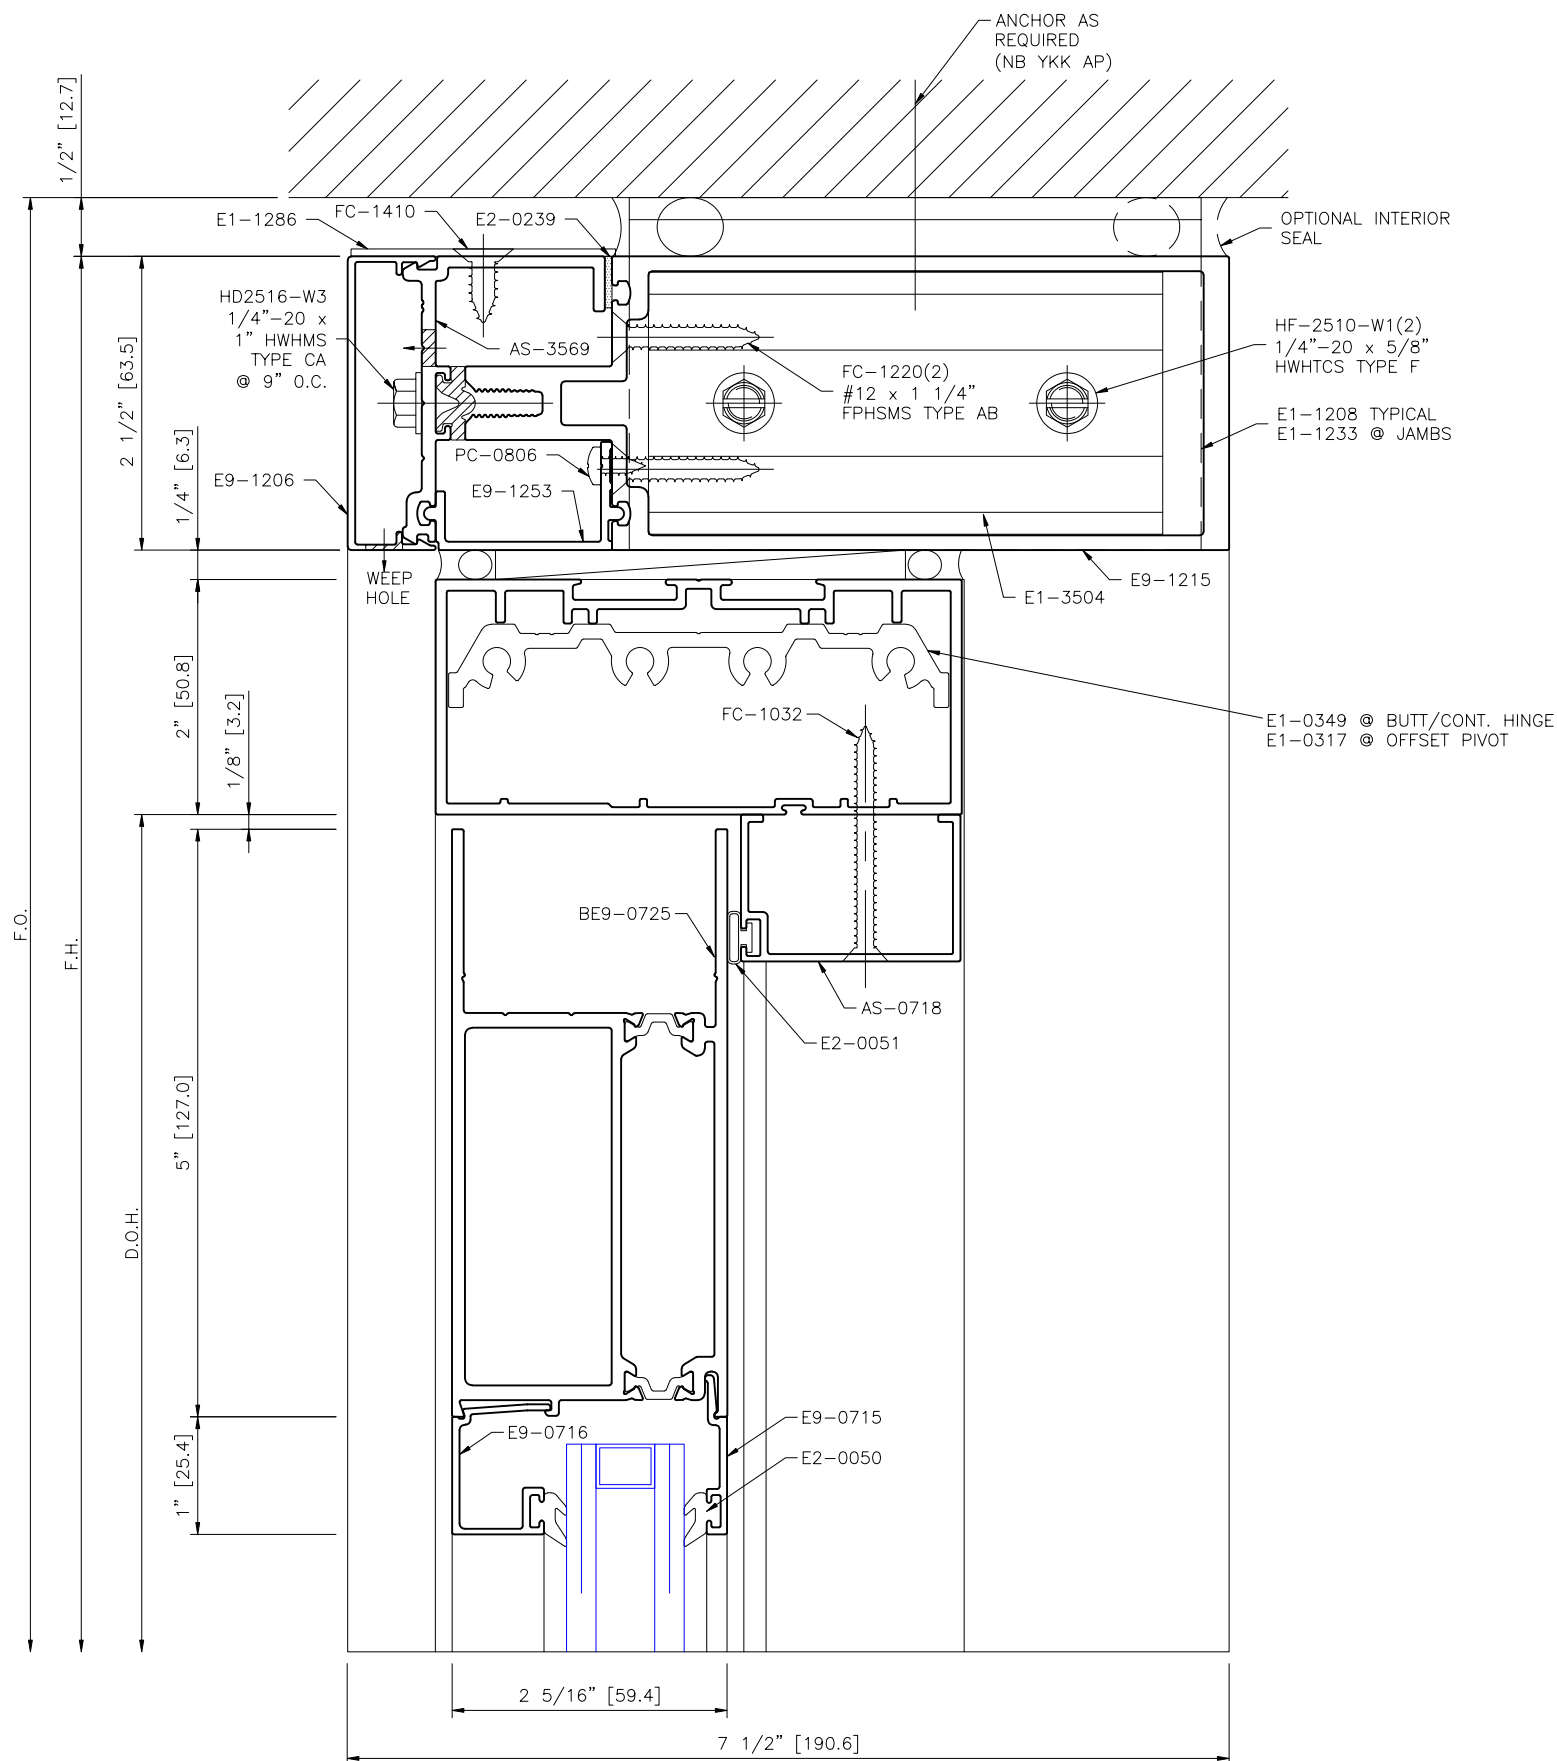 ANCHOR AS
REQUIRED
(NB YKK AP)
1/2" [12.7]
E1-1286
FC-1410
E2-0239
OPTIONAL INTERIOR
SEAL
HD2516-W3
1/4"-20 x
1" HWHMS
TYPE CA
@ 9" O.C.
AS-3569
FC-1220(2)
#12 x 1 1/4"
FPHSMS TYPE AB
HF-2510-W1(2)
1/4"-20 x 5/8"
HWHTCS TYPE F
E1-1208 TYPICAL
E1-1233 @ JAMBS
2 1/2" [63.5]
1/4" [6.3]
E9-1206
PC-0806
E9-1253
WEEP
HOLE
E1-3504
E9-1215
2" [50.8]
1/8" [3.2]
FC-1032
E1-0349 @ BUTT/CONT. HINGE
E1-0317 @ OFFSET PIVOT
F.O.
F.H.
D.O.H.
BE9-0725
AS-0718
E2-0051
5" [127.0]
E9-0716
E9-0715
E2-0050
1" [25.4]
2 5/16" [59.4]
7 1/2" [190.6]